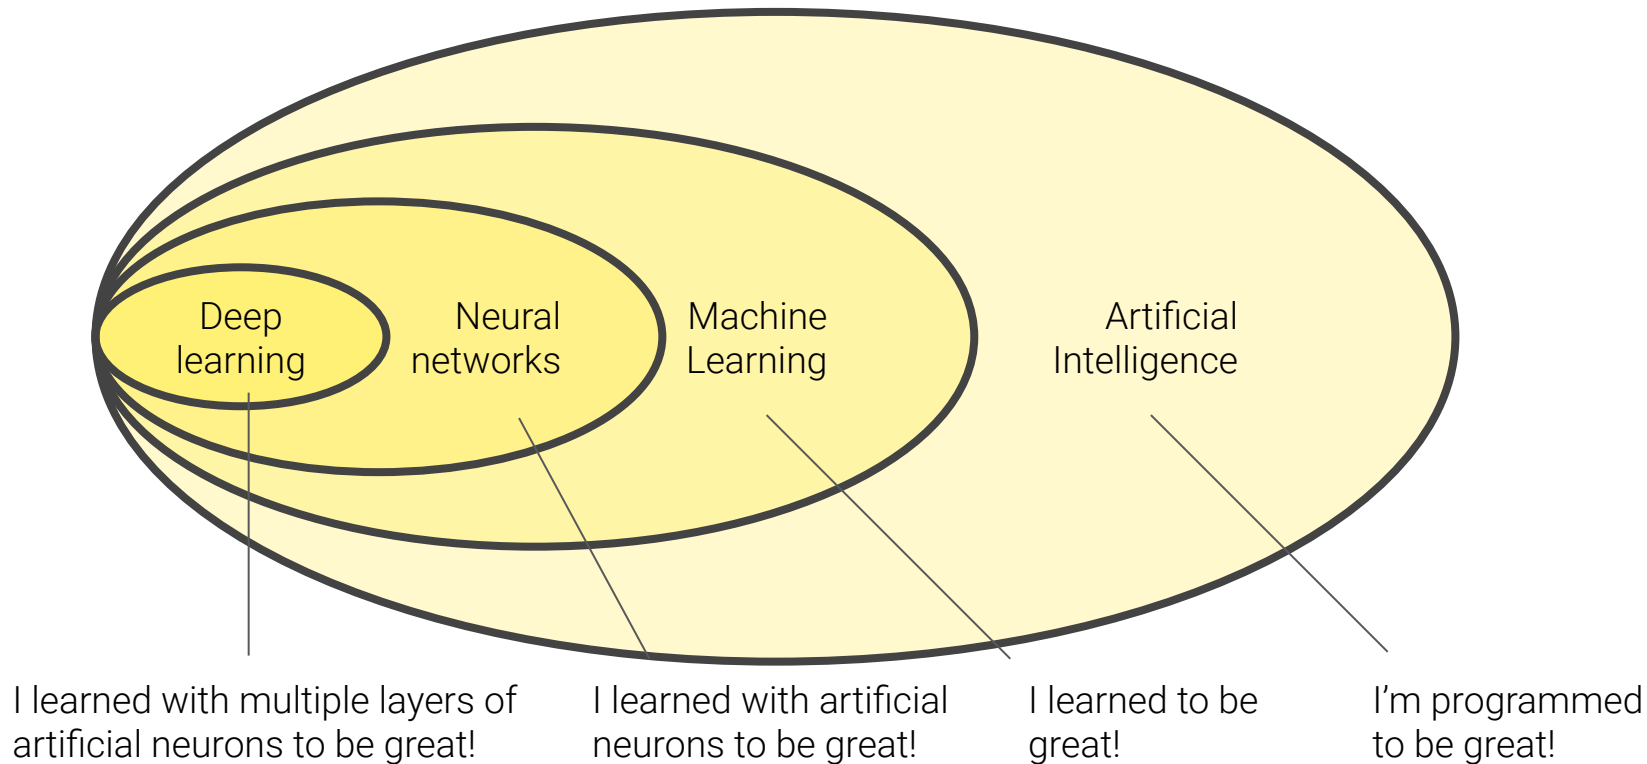 Deep
learning
Neural
networks
Machine
Learning
Artificial
Intelligence
I learned with multiple layers of
artificial neurons to be great!
I learned with artificial
neurons to be great!
I learned to be
great!
I’m programmed
to be great!